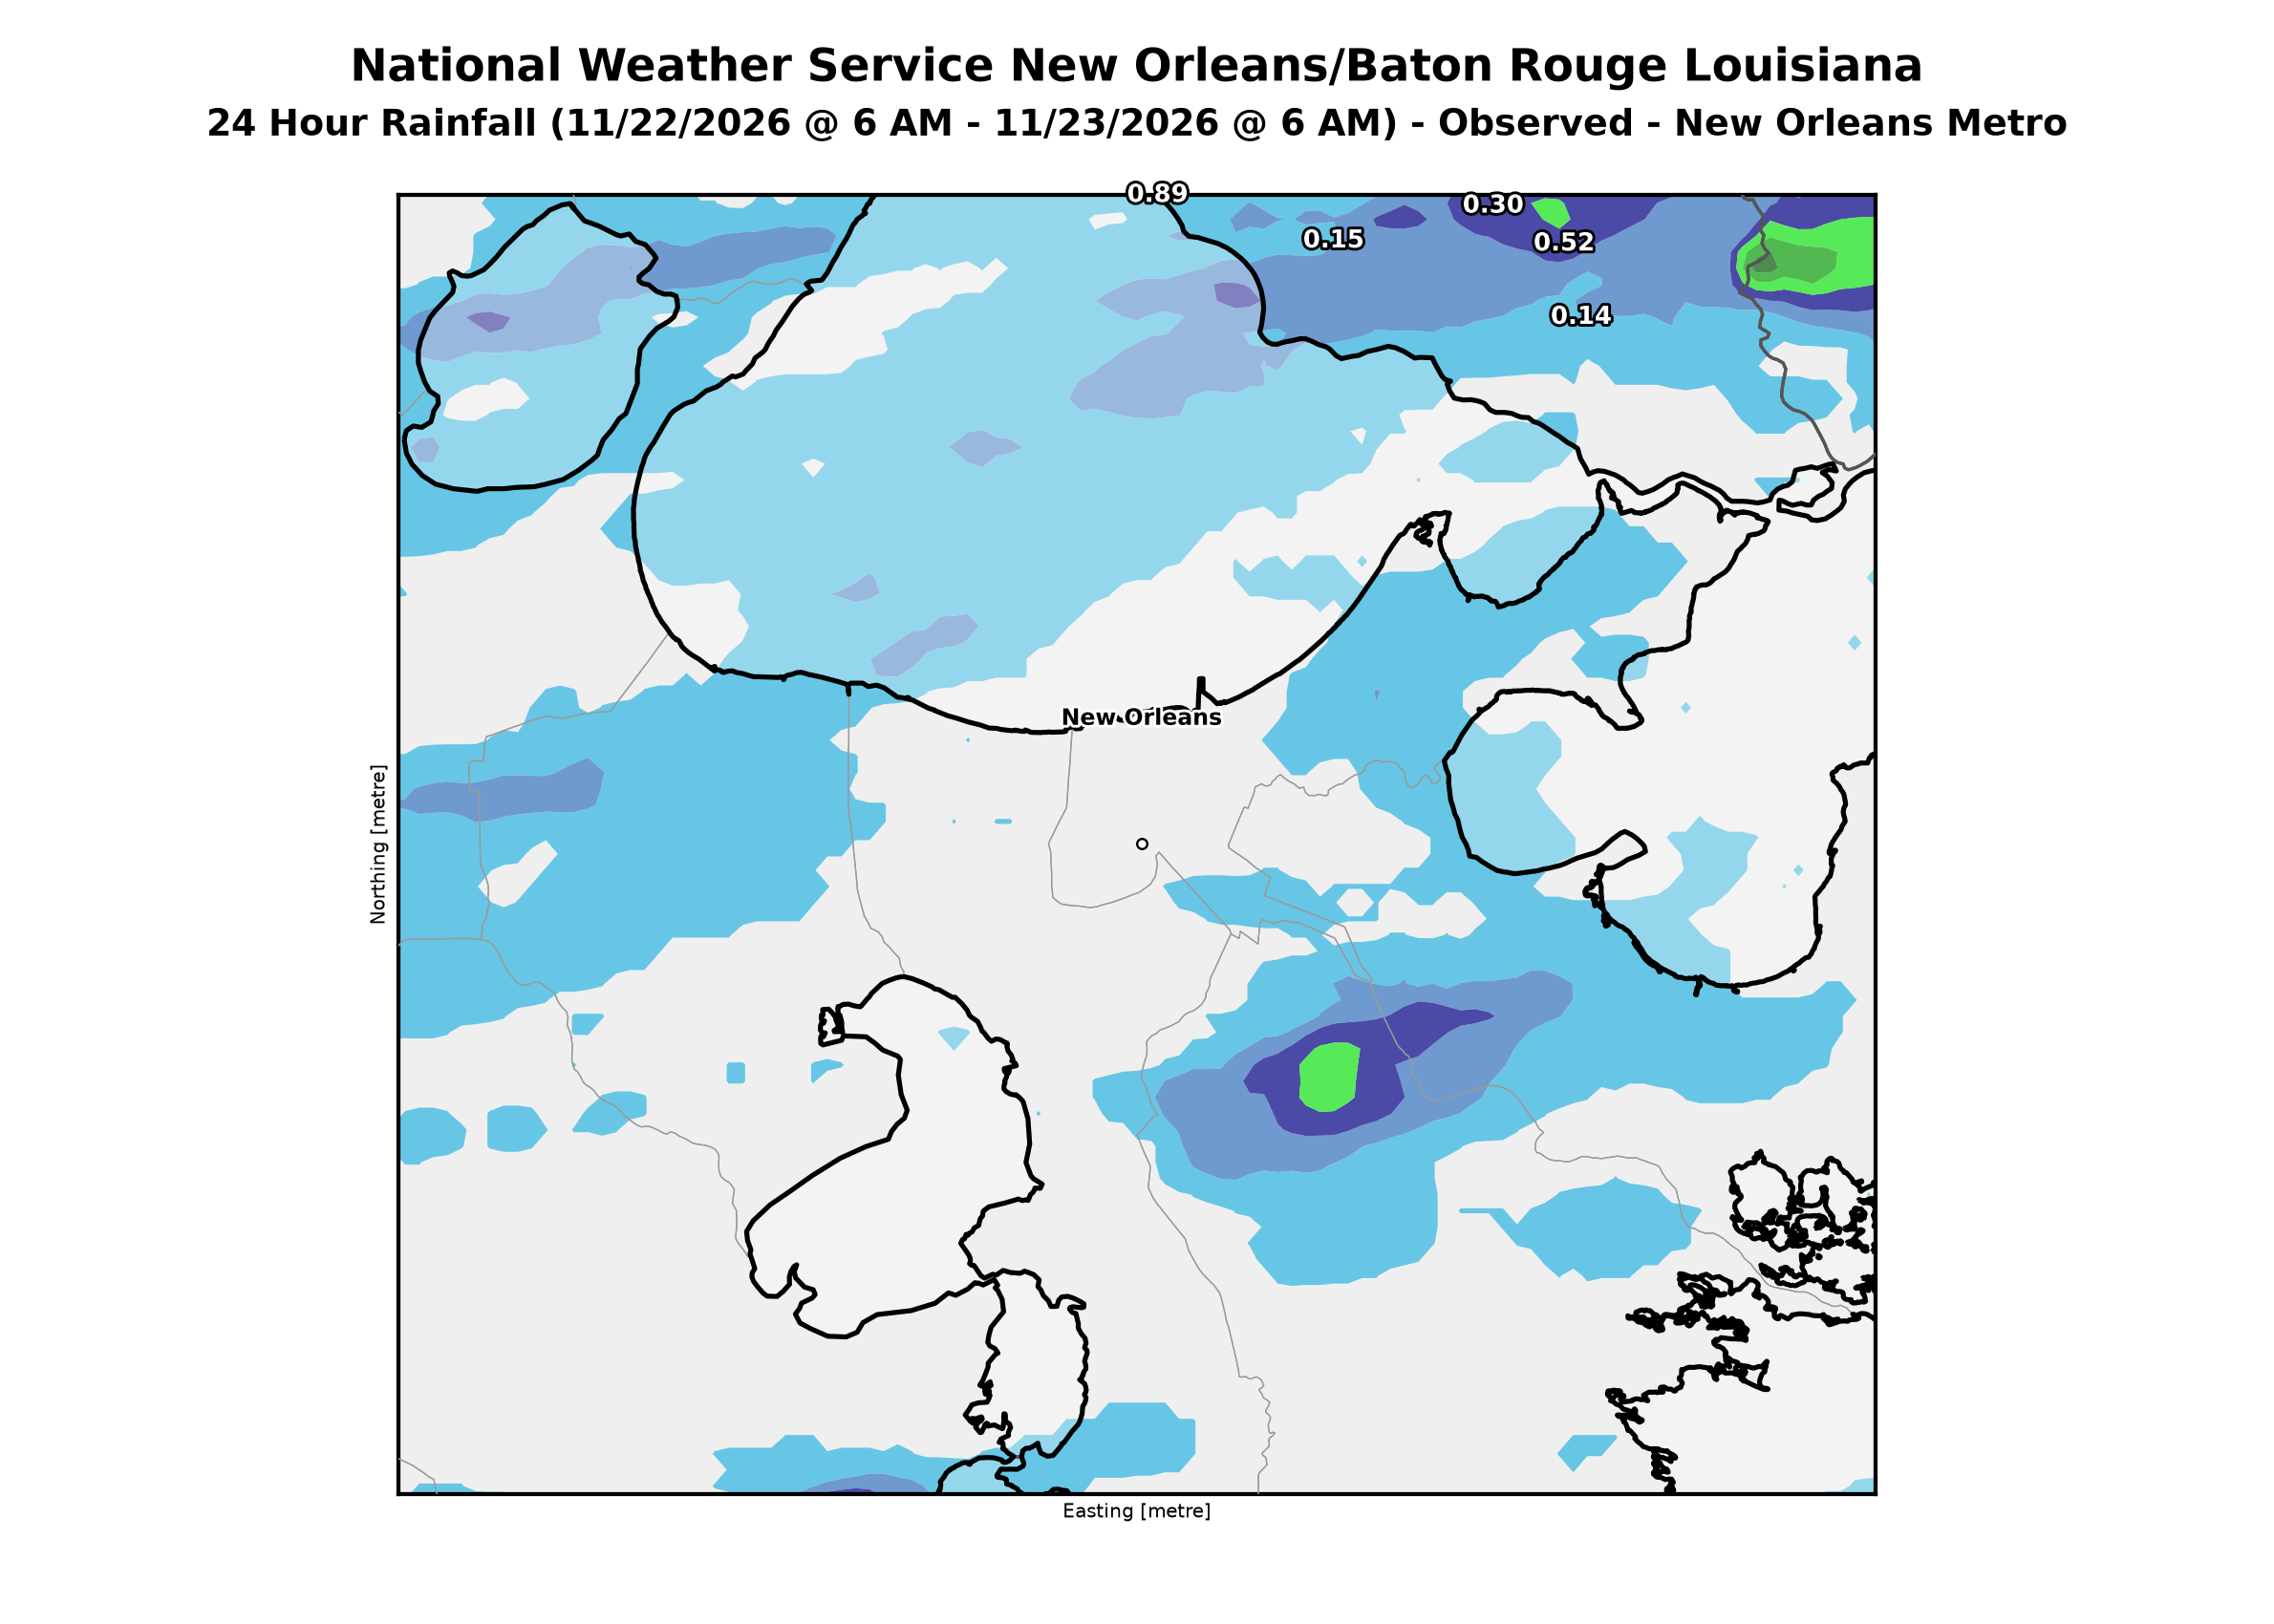 National Weather Service New Orleans/Baton Rouge Louisiana
24 Hour Rainfall (11/22/2026 @ 6 AM - 11/23/2026 @ 6 AM) - Observed - New Orleans Metro
0.89
0.30
0.15
0.52
0.14
New Orleans
Northing [metre]
Easting [metre]